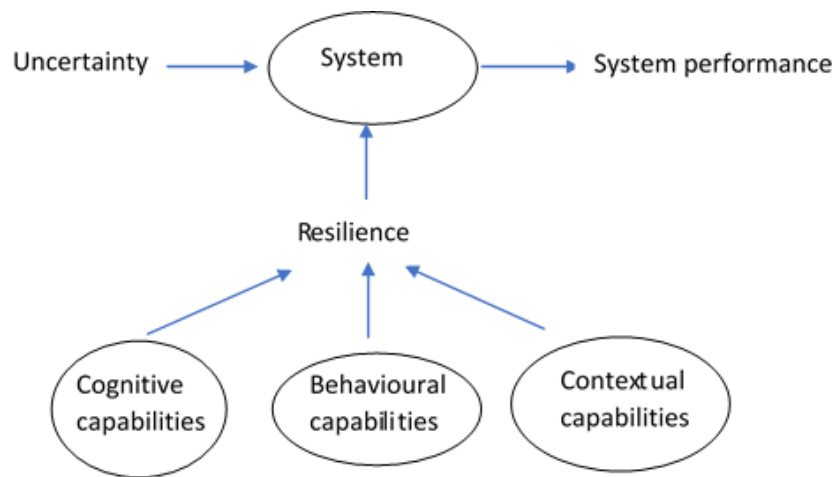 System
Uncertainty
System performance
Resilience
Cognitive
capabilities
Behavioural
capabilities
Contextual
capabilities